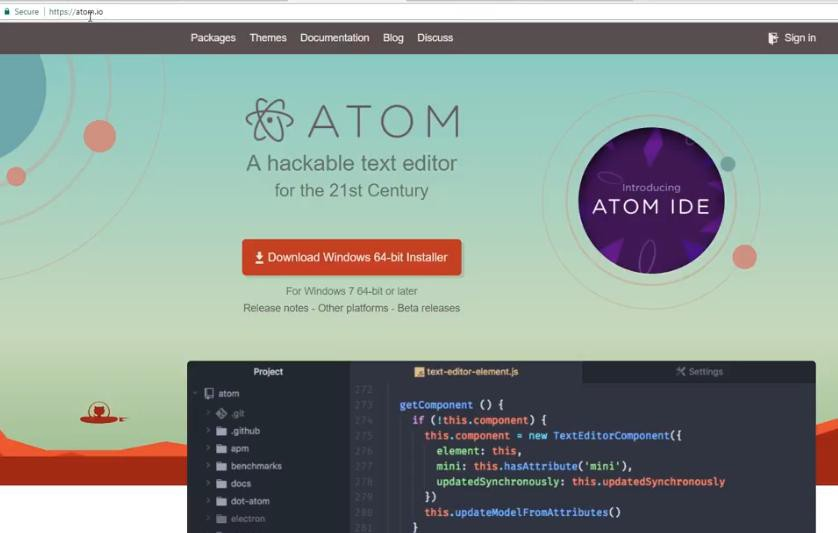 Secure | https://atom.io
Packages Themes Documentation Blog Discuss Sign in
ATOM
A hackable text editor
for the 21st Century
Introducing
ATOM IDE
Download Windows 64-bit Installer
For Windows 7 64-bit or later
Release notes - Other platforms - Beta releases
Project
atom
.git
.github
apm
benchmarks
docs
dot-atom
electron
text-editor-element.js
Settings
272
273 getComponent () {
274 if (!this.component) {
275 this.component = new TextEditorComponent({
276 element: this,
277 mini: this.hasAttribute('mini'),
278 updatedSynchronously: this.updatedSynchronously
279 })
280 this.updateModelFromAttributes()
281 }